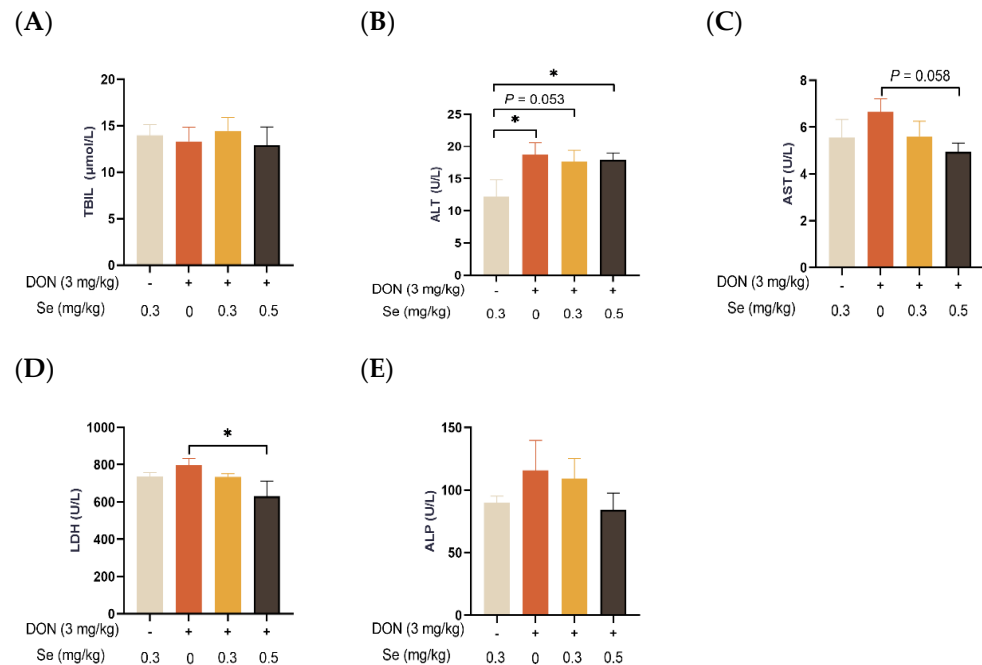 (A)
20
15
10
5
0
TBIL (μmol/L)
DON (3 mg/kg) - + + +
Se (mg/kg) 0.3 0 0.3 0.5
(B)
*
P = 0.053
*
25
20
15
10
5
0
ALT (U/L)
DON (3 mg/kg) - + + +
Se (mg/kg) 0.3 0 0.3 0.5
(C)
P = 0.058
8
6
4
2
0
AST (U/L)
DON (3 mg/kg) - + + +
Se (mg/kg) 0.3 0 0.3 0.5
(D)
*
1000
800
600
400
200
0
LDH (U/L)
DON (3 mg/kg) - + + +
Se (mg/kg) 0.3 0 0.3 0.5
(E)
150
100
50
0
ALP (U/L)
DON (3 mg/kg) - + + +
Se (mg/kg) 0.3 0 0.3 0.5